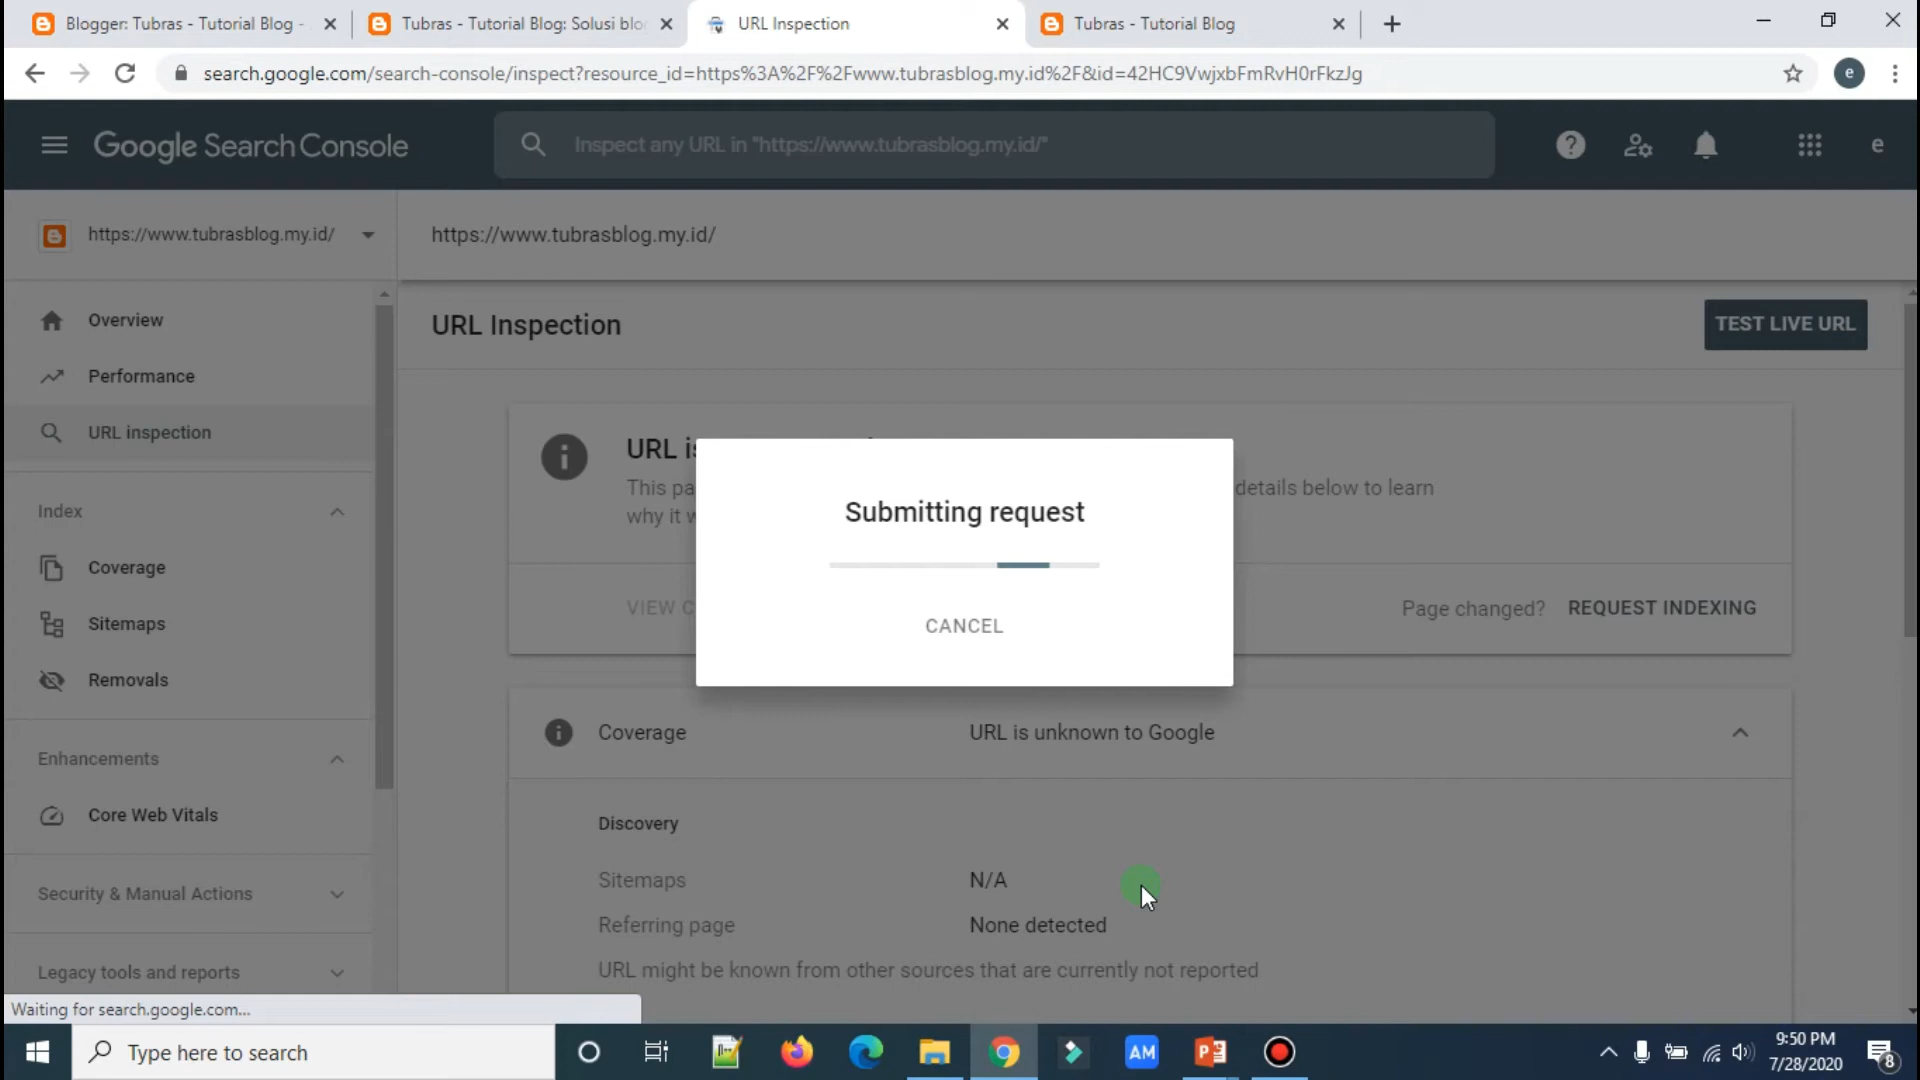 Blogger: Tubras - Tutorial Blog -
Tubras - Tutorial Blog: Solusi blo
URL Inspection
Tubras - Tutorial Blog
search.google.com/search-console/inspect?resource_id=https%3A%2F%2Fwww.tubrasblog.my.id%2F&id=42HC9VwjxbFmRvH0rFkzJg
e
Google Search Console
Inspect any URL in "https://www.tubrasblog.my.id/"
e
https://www.tubrasblog.my.id/
https://www.tubrasblog.my.id/
Overview
Performance
URL inspection
Index
Coverage
Sitemaps
Removals
Enhancements
Core Web Vitals
Security & Manual Actions
Legacy tools and reports
URL Inspection
TEST LIVE URL
URL is
This pa
details below to learn
why it w
Submitting request
CANCEL
VIEW C
Page changed? REQUEST INDEXING
Coverage URL is unknown to Google
Discovery
Sitemaps N/A
Referring page None detected
URL might be known from other sources that are currently not reported
Waiting for search.google.com...
Type here to search
AM
9:50 PM
7/28/2020
8